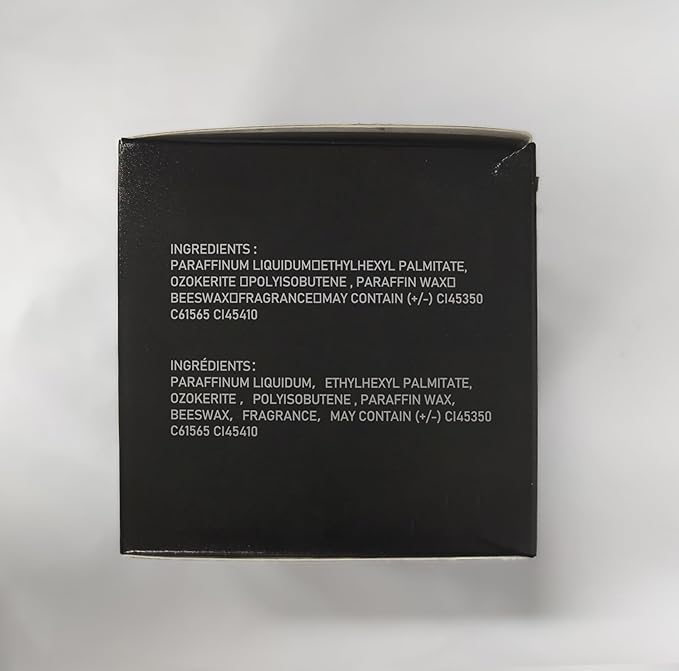 INGREDIENTS :
PARAFFINUM LIQUIDUM□ETHYLHEXYL PALMITATE,
OZOKERITE □POLYISOBUTENE , PARAFFIN WAX□
BEESWAX□FRAGRANCE□MAY CONTAIN (+/-) CI45350
C61565 CI45410
INGRÉDIENTS：
PARAFFINUM LIQUIDUM， ETHYLHEXYL PALMITATE,
OZOKERITE ， POLYISOBUTENE , PARAFFIN WAX,
BEESWAX， FRAGRANCE， MAY CONTAIN (+/-) CI45350
C61565 CI45410